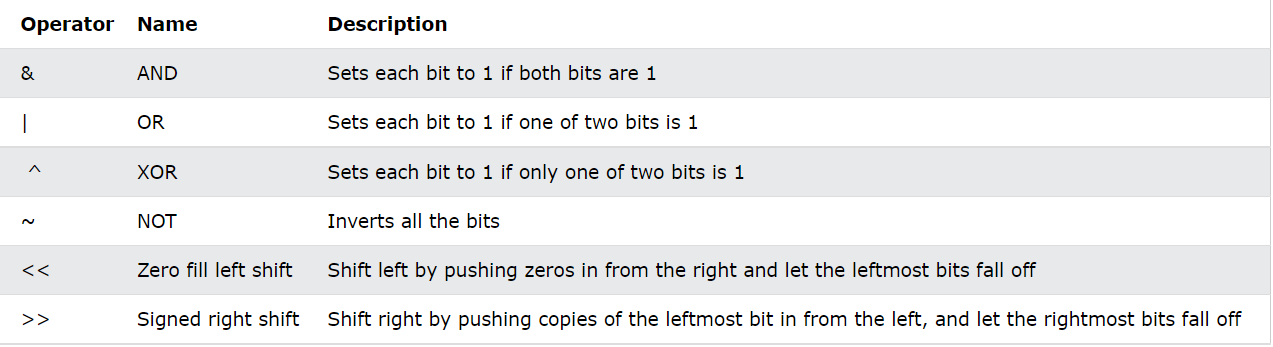 Operator Name Description
& AND Sets each bit to 1 if both bits are 1
| OR Sets each bit to 1 if one of two bits is 1
^ XOR Sets each bit to 1 if only one of two bits is 1
~ NOT Inverts all the bits
<< Zero fill left shift Shift left by pushing zeros in from the right and let the leftmost bits fall off
>> Signed right shift Shift right by pushing copies of the leftmost bit in from the left, and let the rightmost bits fall off